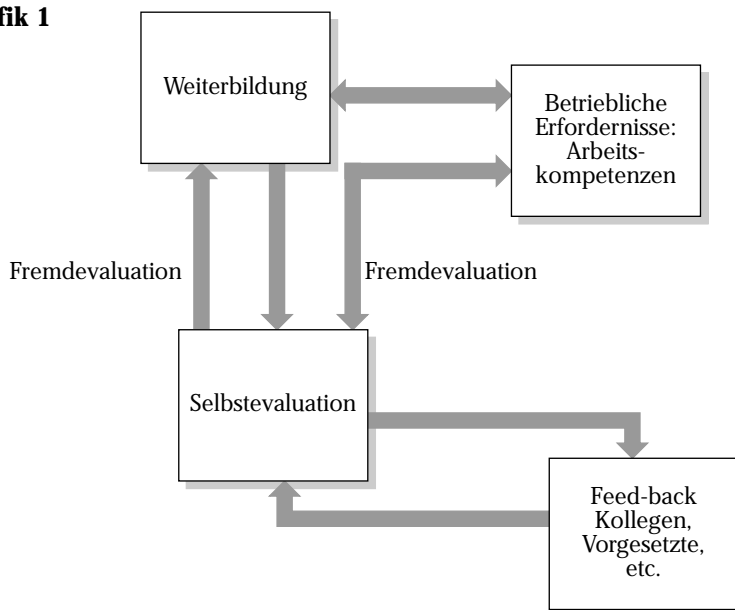 fik 1
Weiterbildung
Betriebliche
Erfordernisse:
Arbeits-
kompetenzen
Fremdevaluation
Fremdevaluation
Selbstevaluation
Feed-back
Kollegen,
Vorgesetzte,
etc.